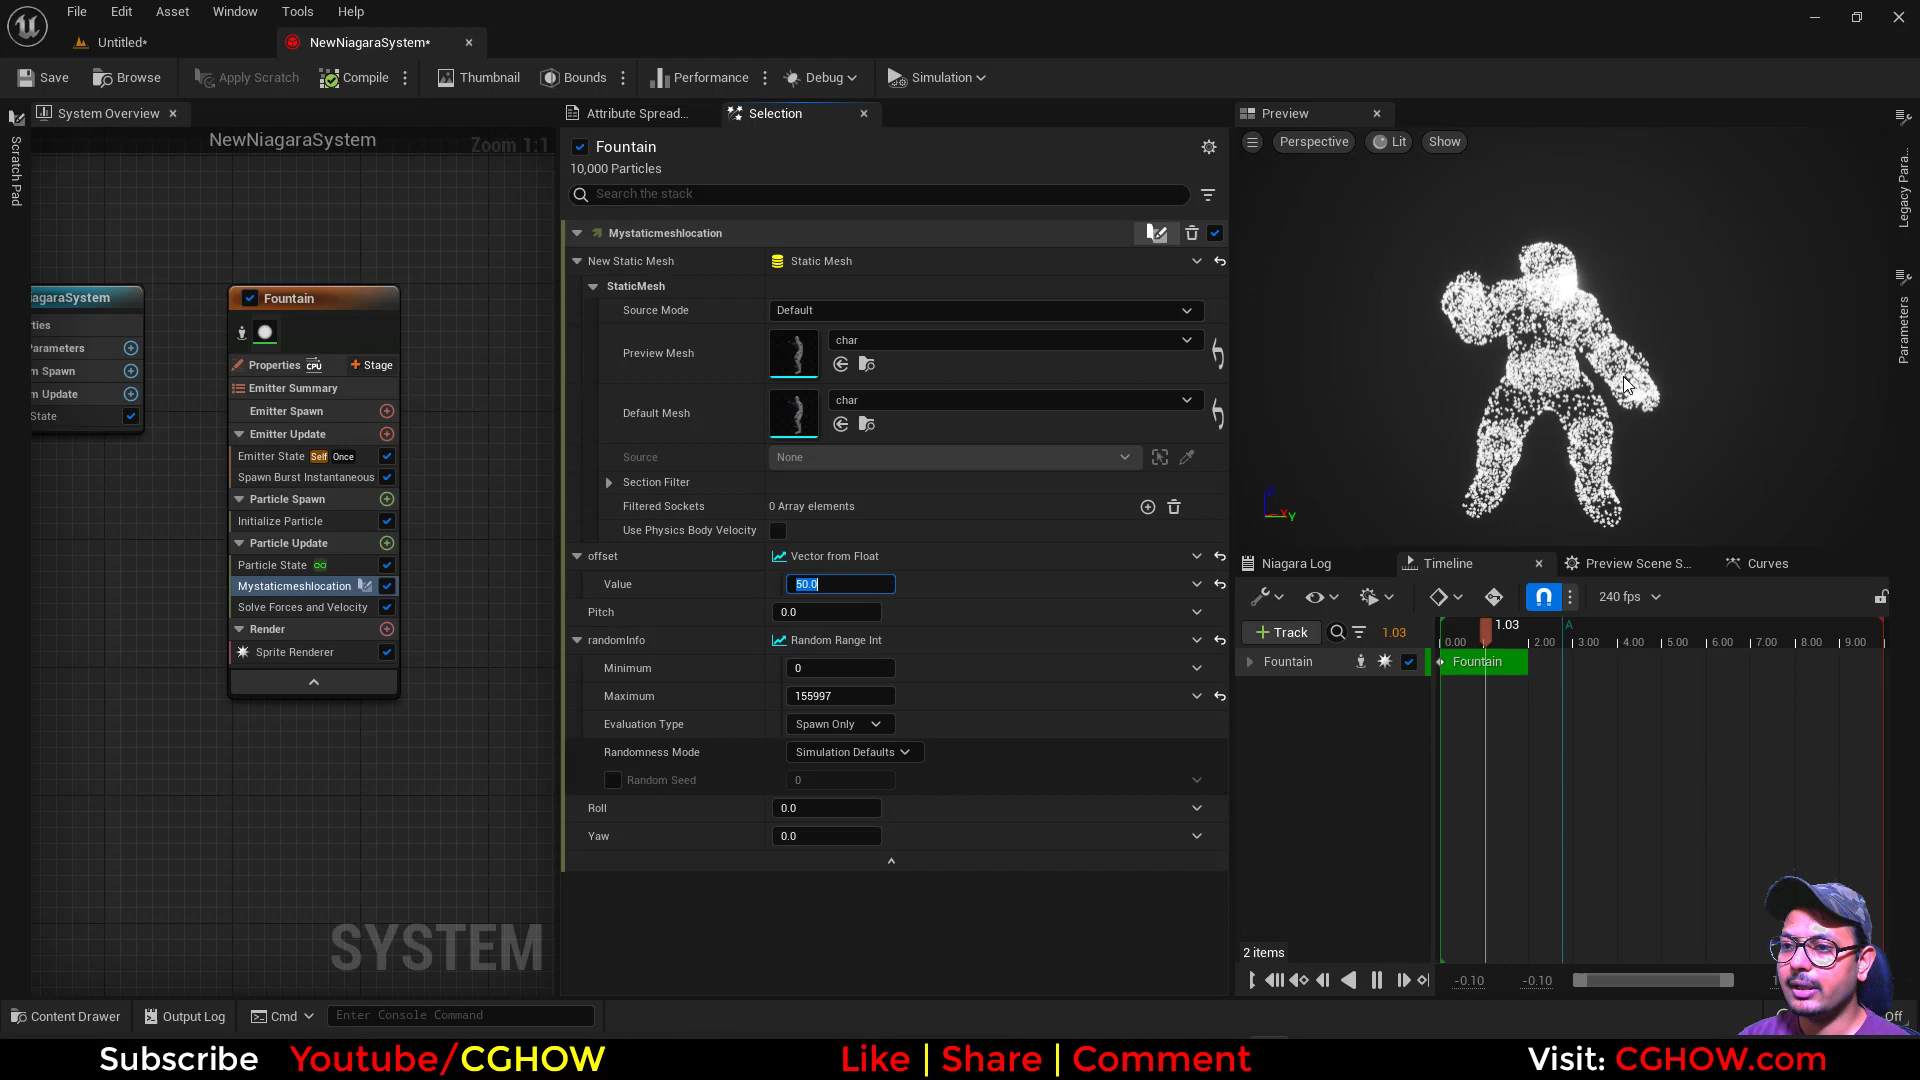 File Edit Asset Window Tools Help
Untitled* NewNiagaraSystem*
Save Browse Apply Scratch Compile Thumbnail Bounds Performance Debug Simulation
System Overview Attribute Spread... Selection Preview
Scratch Pad
NewNiagaraSystem Zoom 1:1
Fountain
10,000 Particles
Search the stack
Perspective Lit Show
Legacy Para...
Parameters
Mystaticmeshlocation
New Static Mesh Static Mesh
StaticMesh
Source Mode Default
Preview Mesh char
Default Mesh char
Source None
Section Filter
Filtered Sockets 0 Array elements
Use Physics Body Velocity
offset Vector from Float
Value 50.0
Pitch 0.0
randomInfo Random Range Int
Minimum 0
Maximum 155997
Evaluation Type Spawn Only
Randomness Mode Simulation Defaults
Random Seed 0
Roll 0.0
Yaw 0.0
agaraSystem
ties
Parameters
m Spawn
m Update
State
Fountain
Properties CPU Stage
Emitter Summary
Emitter Spawn
Emitter Update
Emitter State Self Once
Spawn Burst Instantaneous
Particle Spawn
Initialize Particle
Particle Update
Particle State
Mystaticmeshlocation
Solve Forces and Velocity
Render
Sprite Renderer
SYSTEM
Z X Y
Niagara Log Timeline Preview Scene S... Curves
240 fps
+ Track 1.03 1.03 A
0.00 2.00 3.00 4.00 5.00 6.00 7.00 8.00 9.00
Fountain Fountain
2 items
-0.10 -0.10
Content Drawer Output Log Cmd Enter Console Command Off
Subscribe Youtube/CGHOW Like | Share | Comment Visit: CGHOW.com